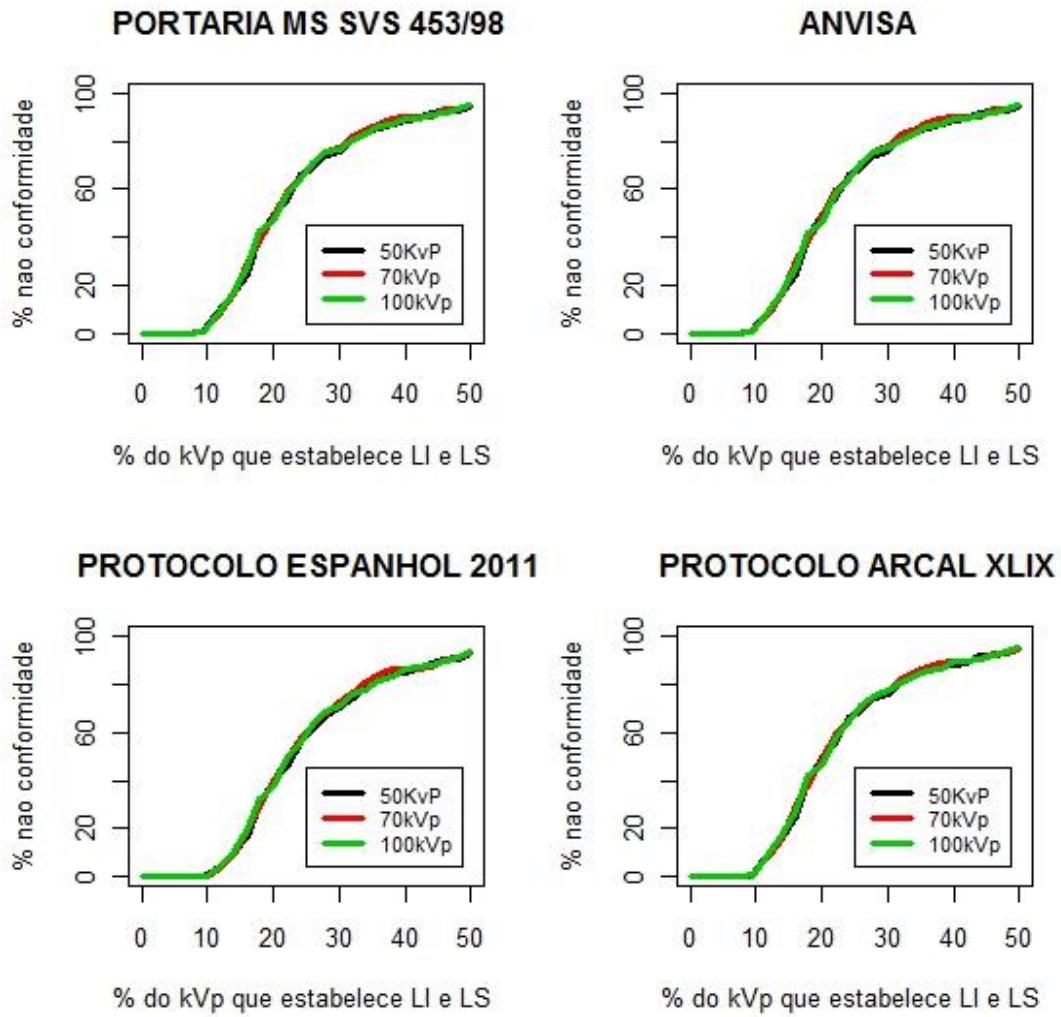 PORTARIA MS SVS 453/98
% nao conformidade
100
60
20
0
50KvP
70kVp
100kVp
0 10 20 30 40 50
% do kVp que estabelece LI e LS
ANVISA
% nao conformidade
100
60
20
0
50KvP
70kVp
100kVp
0 10 20 30 40 50
% do kVp que estabelece LI e LS
PROTOCOLO ESPANHOL 2011
% nao conformidade
100
60
20
0
50KvP
70kVp
100kVp
0 10 20 30 40 50
% do kVp que estabelece LI e LS
PROTOCOLO ARCAL XLIX
% nao conformidade
100
60
20
0
50KvP
70kVp
100kVp
0 10 20 30 40 50
% do kVp que estabelece LI e LS